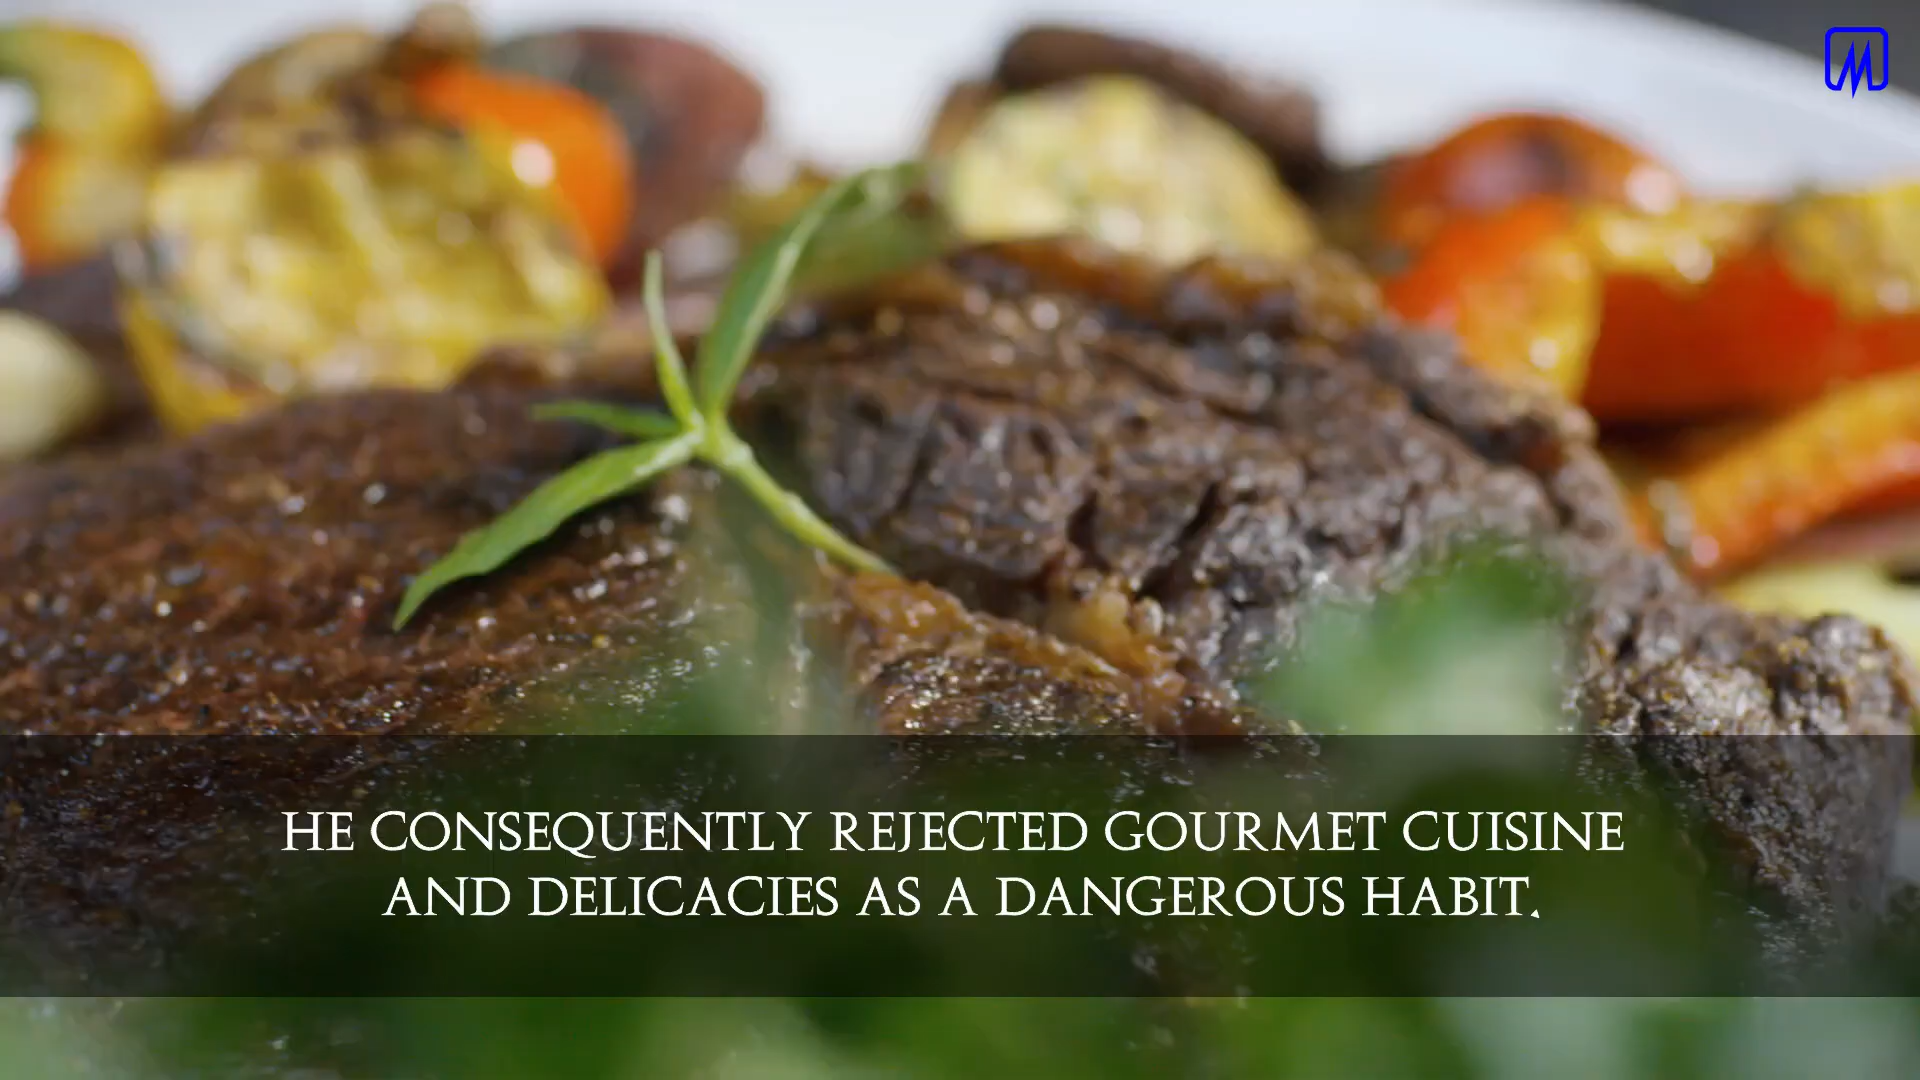 HE CONSEQUENTLY REJECTED GOURMET CUISINE
AND DELICACIES AS A DANGEROUS HABIT.